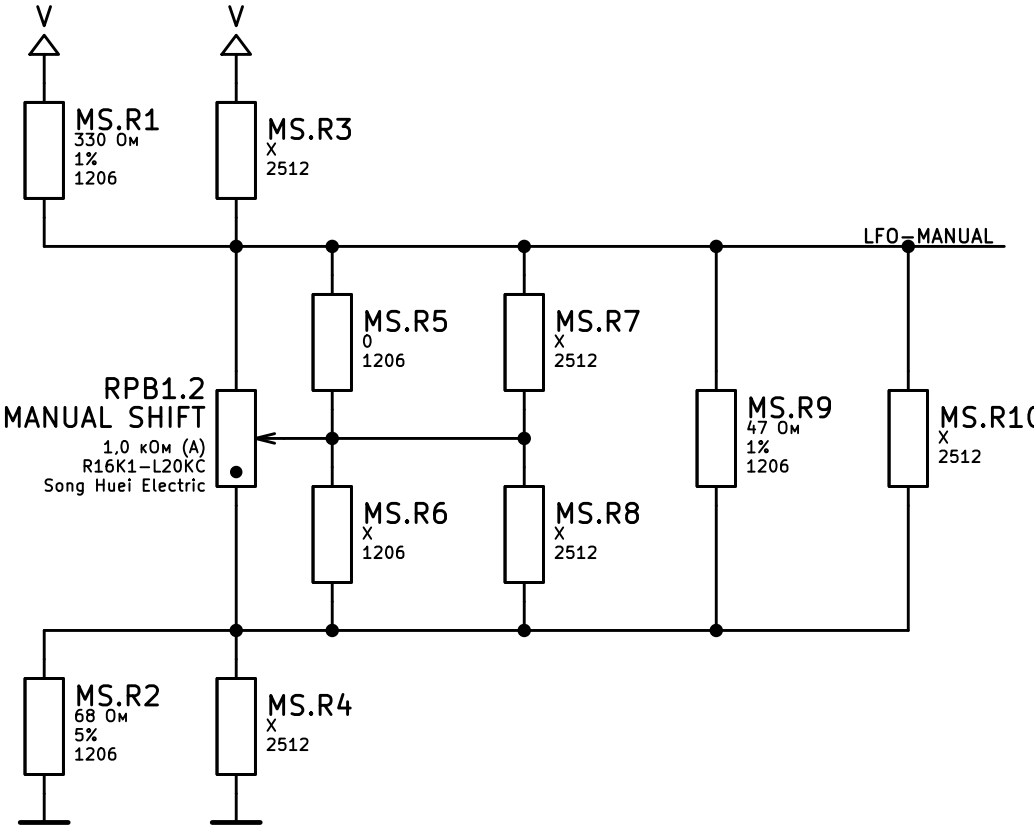 V
V
MS.R1
330 Ом
1%
1206
MS.R3
X
2512
LFO-MANUAL
MS.R5
0
1206
MS.R7
X
2512
RPB1.2
MANUAL SHIFT
1,0 кОм (A)
R16K1-L20KC
Song Huei Electric
MS.R9
47 Ом
1%
1206
MS.R10
X
2512
MS.R6
X
1206
MS.R8
X
2512
MS.R2
68 Ом
5%
1206
MS.R4
X
2512